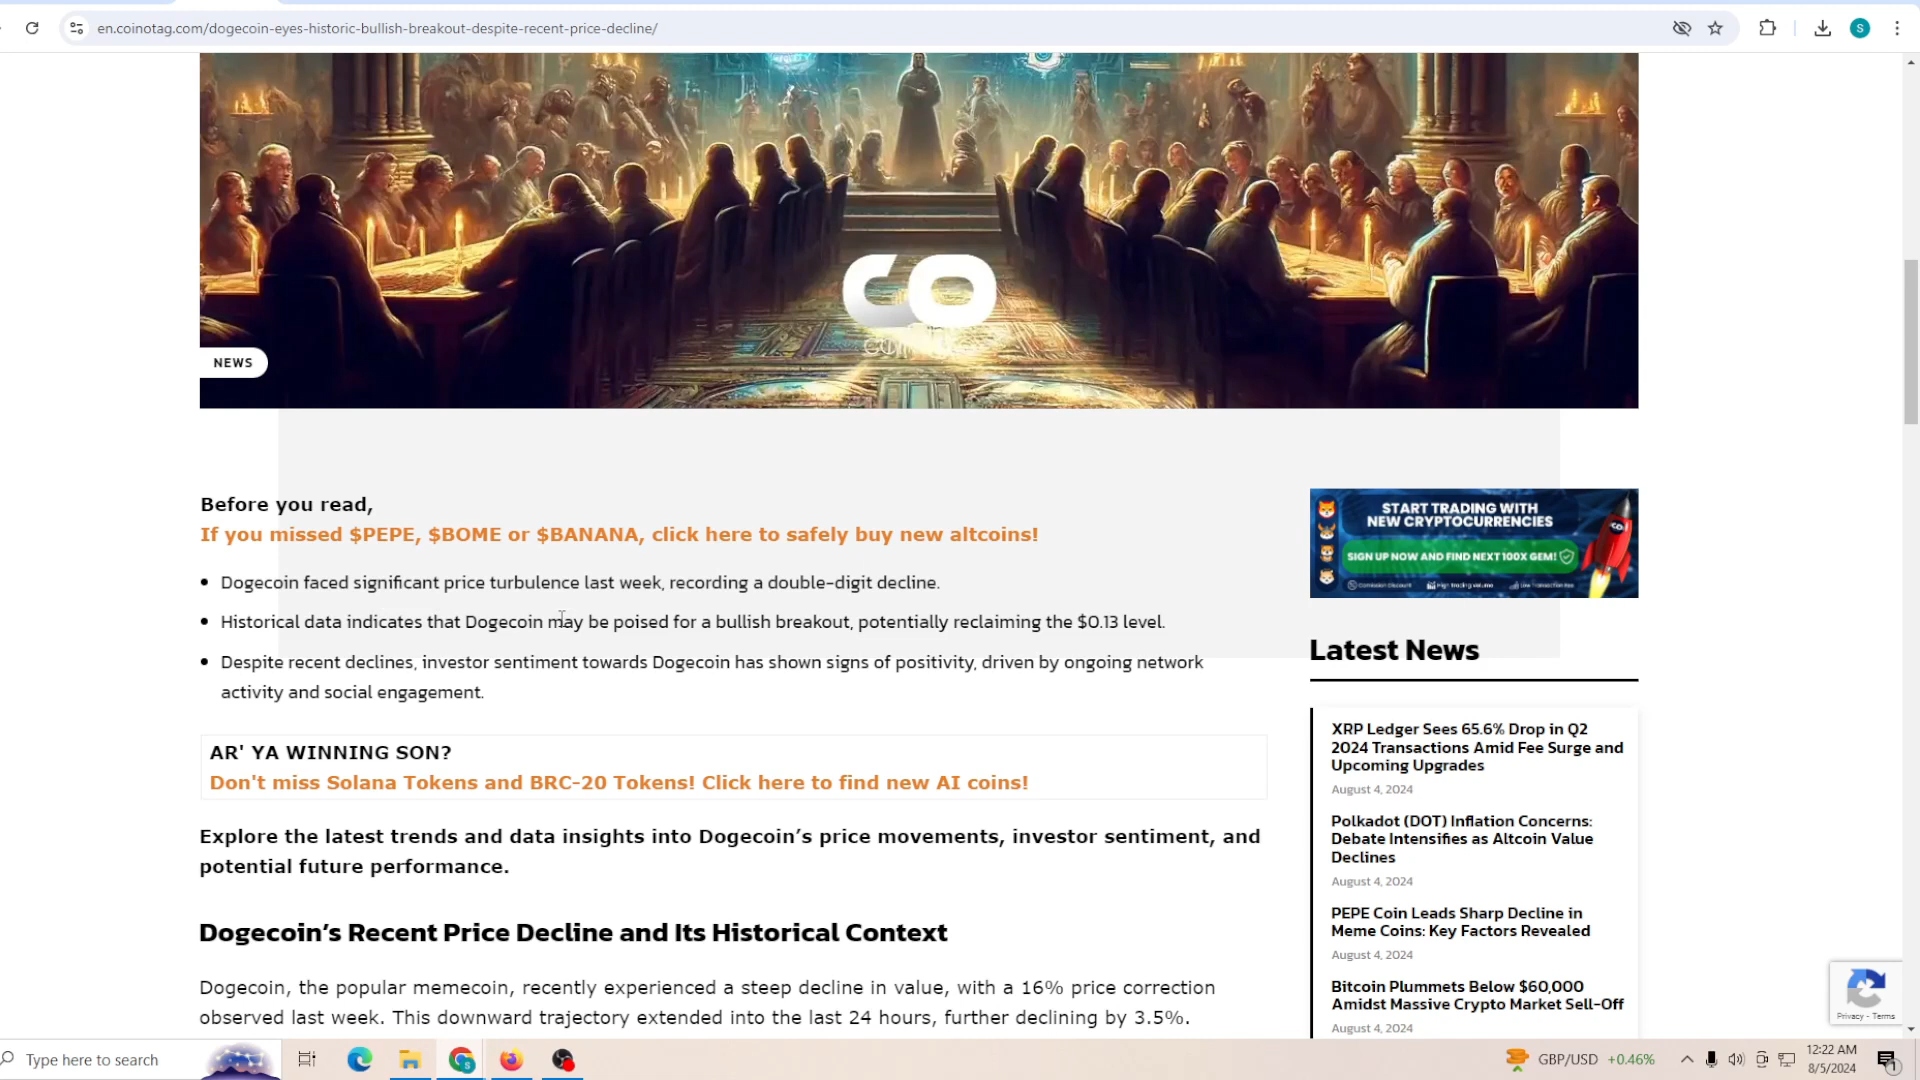 en.coinotag.com/dogecoin-eyes-historic-bullish-breakout-despite-recent-price-decline/
S
CO
NEWS
Before you read,
If you missed $PEPE, $BOME or $BANANA, click here to safely buy new altcoins!
Dogecoin faced significant price turbulence last week, recording a double-digit decline.
Historical data indicates that Dogecoin may be poised for a bullish breakout, potentially reclaiming the $0.13 level.
Despite recent declines, investor sentiment towards Dogecoin has shown signs of positivity, driven by ongoing network
activity and social engagement.
AR' YA WINNING SON?
Don't miss Solana Tokens and BRC-20 Tokens! Click here to find new AI coins!
Explore the latest trends and data insights into Dogecoin’s price movements, investor sentiment, and
potential future performance.
Dogecoin’s Recent Price Decline and Its Historical Context
Dogecoin, the popular memecoin, recently experienced a steep decline in value, with a 16% price correction
observed last week. This downward trajectory extended into the last 24 hours, further declining by 3.5%.
START TRADING WITH
NEW CRYPTOCURRENCIES
SIGN UP NOW AND FIND NEXT 100X GEM!
Commission Discount High Trading Volume Low Transaction Fee
Latest News
XRP Ledger Sees 65.6% Drop in Q2
2024 Transactions Amid Fee Surge and
Upcoming Upgrades
August 4, 2024
Polkadot (DOT) Inflation Concerns:
Debate Intensifies as Altcoin Value
Declines
August 4, 2024
PEPE Coin Leads Sharp Decline in
Meme Coins: Key Factors Revealed
August 4, 2024
Bitcoin Plummets Below $60,000
Amidst Massive Crypto Market Sell-Off
August 4, 2024
Privacy - Terms
Type here to search
GBP/USD +0.46%
12:22 AM
8/5/2024
1